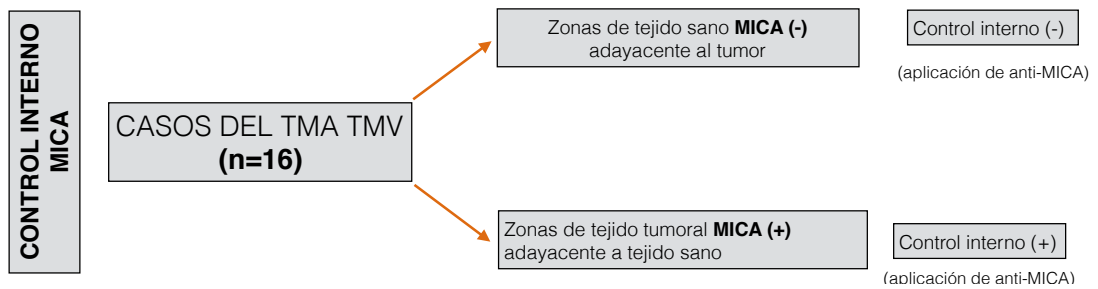 CONTROL INTERNO
MICA
CASOS DEL TMA TMV
(n=16)
Zonas de tejido sano MICA (-)
adayacente al tumor
Control interno (-)
(aplicación de anti-MICA)
Zonas de tejido tumoral MICA (+)
adayacente a tejido sano
Control interno (+)
(aplicación de anti-MICA)